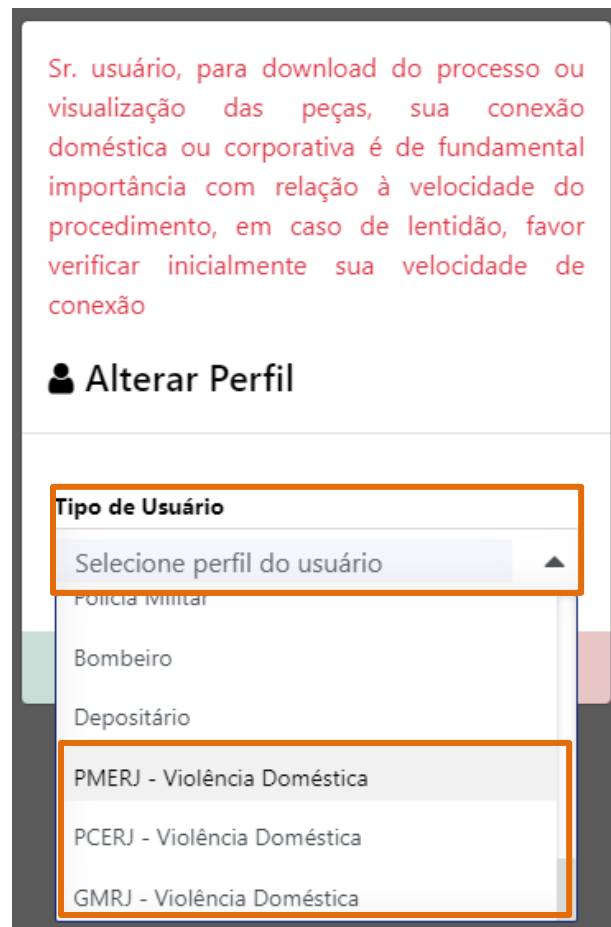 Sr. usuário, para download do processo ou
visualização das peças, sua conexão
doméstica ou corporativa é de fundamental
importância com relação à velocidade do
procedimento, em caso de lentidão, favor
verificar inicialmente sua velocidade de
conexão
Alterar Perfil
Tipo de Usuário
Selecione perfil do usuário
Polícia Militar
Bombeiro
Depositário
PMERJ - Violência Doméstica
PCERJ - Violência Doméstica
GMRJ - Violência Doméstica